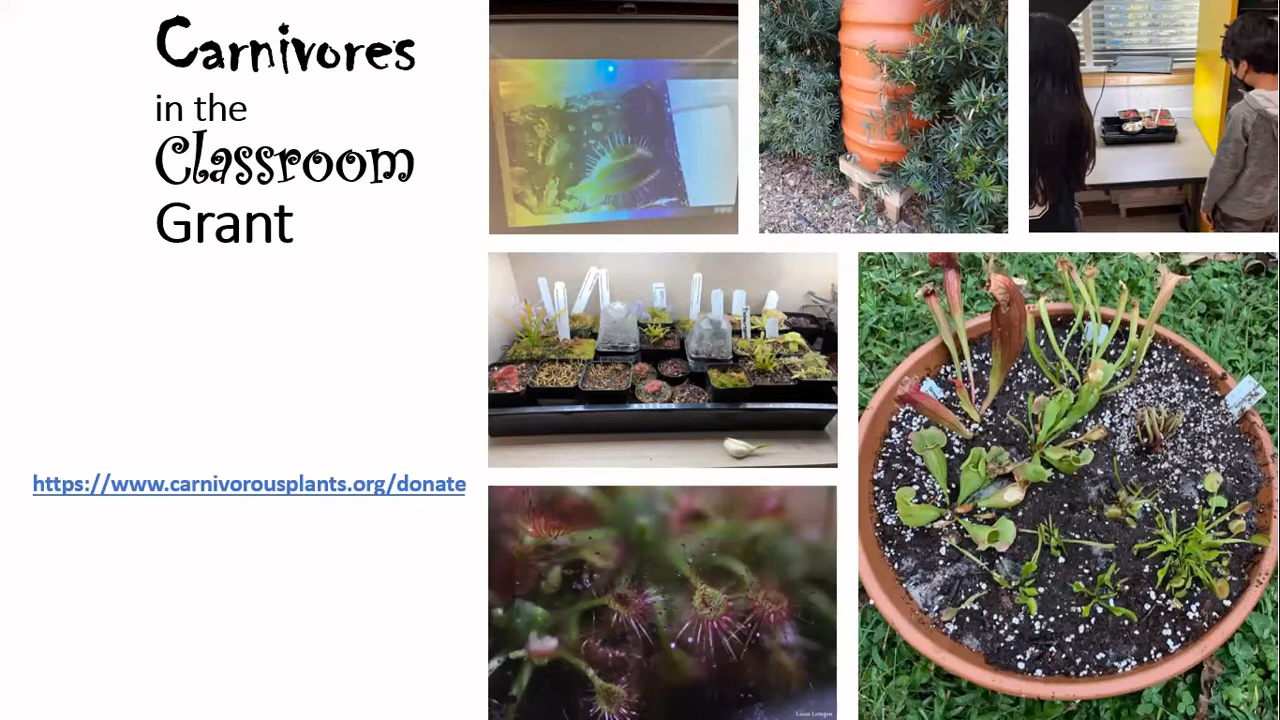 Carnivores
in the
Classroom
Grant
https://www.carnivorousplants.org/donate